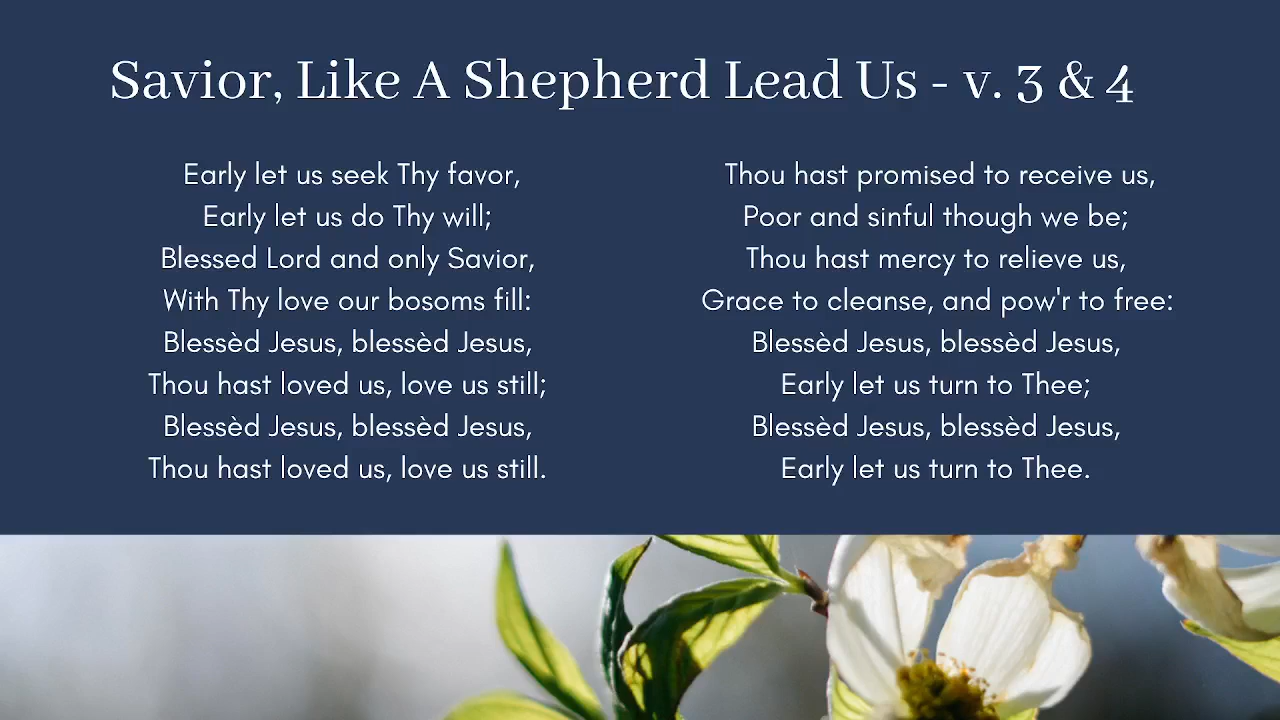 Savior, Like A Shepherd Lead Us - v. 3 & 4
Early let us seek Thy favor,
Early let us do Thy will;
Blessed Lord and only Savior,
With Thy love our bosoms fill:
Blessèd Jesus, blessèd Jesus,
Thou hast loved us, love us still;
Blessèd Jesus, blessèd Jesus,
Thou hast loved us, love us still.
Thou hast promised to receive us,
Poor and sinful though we be;
Thou hast mercy to relieve us,
Grace to cleanse, and pow'r to free:
Blessèd Jesus, blessèd Jesus,
Early let us turn to Thee;
Blessèd Jesus, blessèd Jesus,
Early let us turn to Thee.